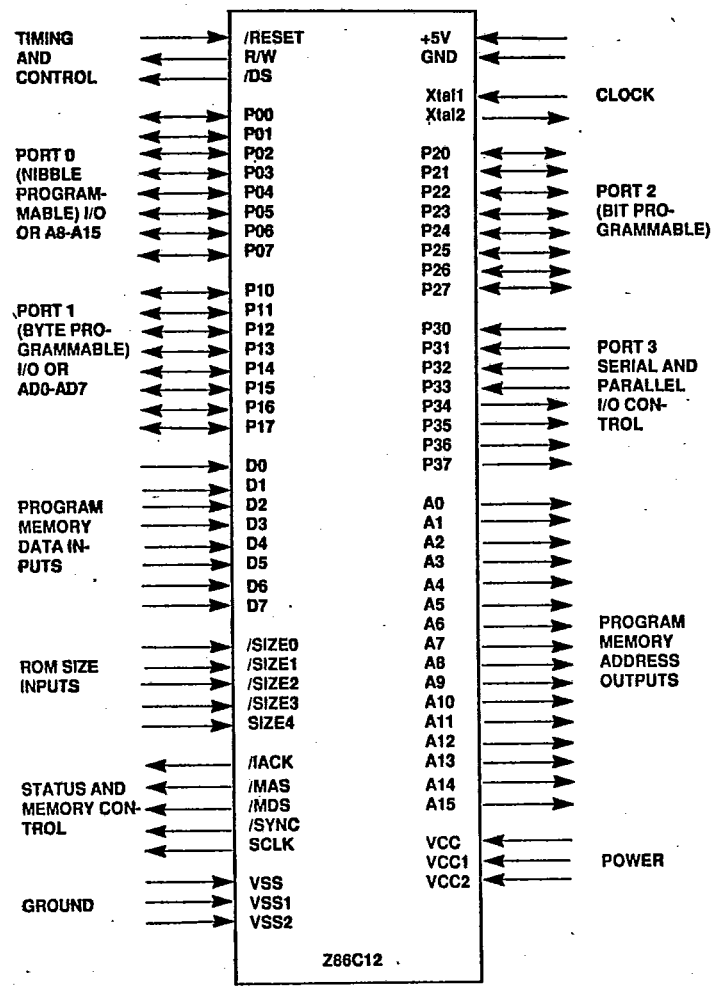 TIMING
AND
CONTROL
/RESET
R/W
/DS
PORT 0
(NIBBLE
PROGRAM-
MABLE) I/O
OR A8-A15
P00
P01
P02
P03
P04
P05
P06
P07
PORT 1
(BYTE PRO-
GRAMMABLE)
I/O OR
AD0-AD7
P10
P11
P12
P13
P14
P15
P16
P17
PROGRAM
MEMORY
DATA IN-
PUTS
D0
D1
D2
D3
D4
D5
D6
D7
ROM SIZE
INPUTS
/SIZE0
/SIZE1
/SIZE2
/SIZE3
SIZE4
STATUS AND
MEMORY CON-
TROL
/IACK
/MAS
/MDS
/SYNC
SCLK
GROUND
VSS
VSS1
VSS2
+5V
GND
Xtal1
Xtal2
CLOCK
P20
P21
P22
P23
P24
P25
P26
P27
PORT 2
(BIT PRO-
GRAMMABLE)
P30
P31
P32
P33
P34
P35
P36
P37
PORT 3
SERIAL AND
PARALLEL
I/O CON-
TROL
A0
A1
A2
A3
A4
A5
A6
A7
A8
A9
A10
A11
A12
A13
A14
A15
PROGRAM
MEMORY
ADDRESS
OUTPUTS
VCC
VCC1
VCC2
POWER
Z86C12